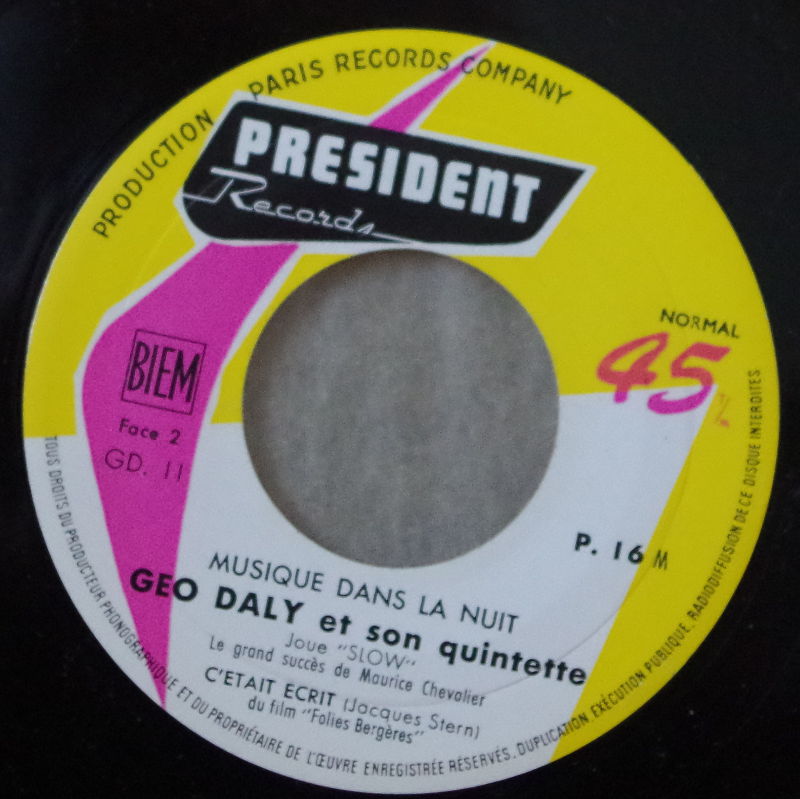 PRODUCTION PARIS RECORDS COMPANY
PRESIDENT
Records
NORMAL
45 T/.
BIEM
Face 2
GD. 11
P. 16 M
MUSIQUE DANS LA NUIT
GEO DALY et son quintette
Joue "SLOW"
Le grand succès de Maurice Chevalier
C'ETAIT ECRIT (Jacques Stern)
du film "Folies Bergères"
TOUS DROITS DU PRODUCTEUR PHONOGRAPHIQUE ET DU PROPRIÉTAIRE DE L'ŒUVRE ENREGISTRÉE RÉSERVÉS. DUPLICATION EXÉCUTION PUBLIQUE. RADIODIFFUSION DE CE DISQUE INTERDITES